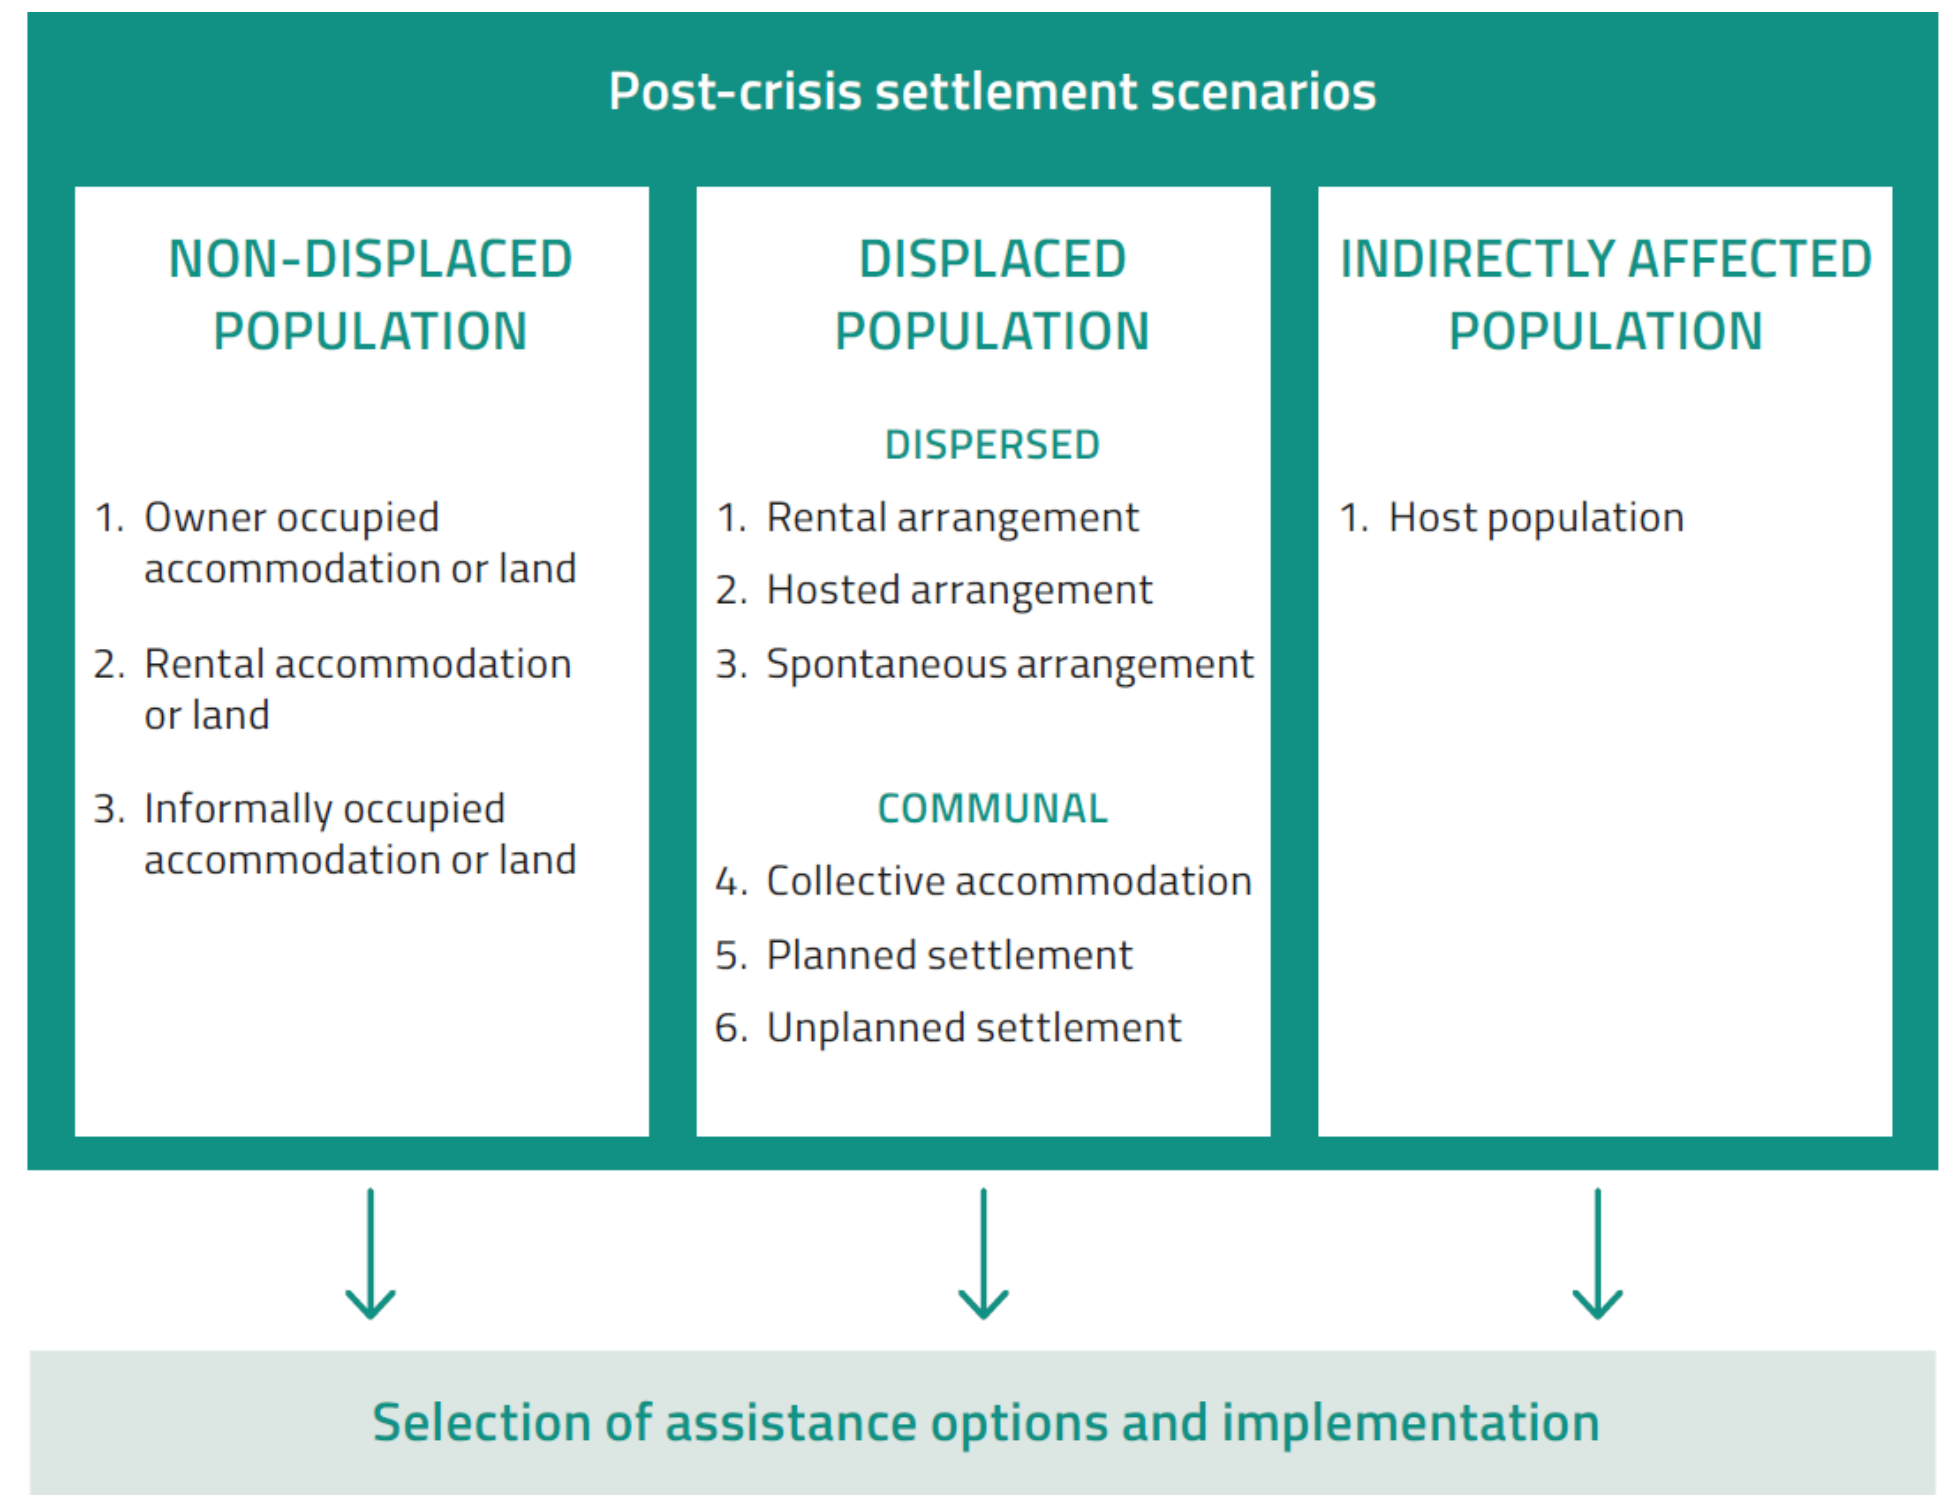 Post-crisis settlement scenarios
NON-DISPLACED
POPULATION
1. Owner occupied
accommodation or land
2. Rental accommodation
or land
3. Informally occupied
accommodation or land
DISPLACED
POPULATION
DISPERSED
1. Rental arrangement
2. Hosted arrangement
3. Spontaneous arrangement
COMMUNAL
4. Collective accommodation
5. Planned settlement
6. Unplanned settlement
INDIRECTLY AFFECTED
POPULATION
1. Host population
Selection of assistance options and implementation